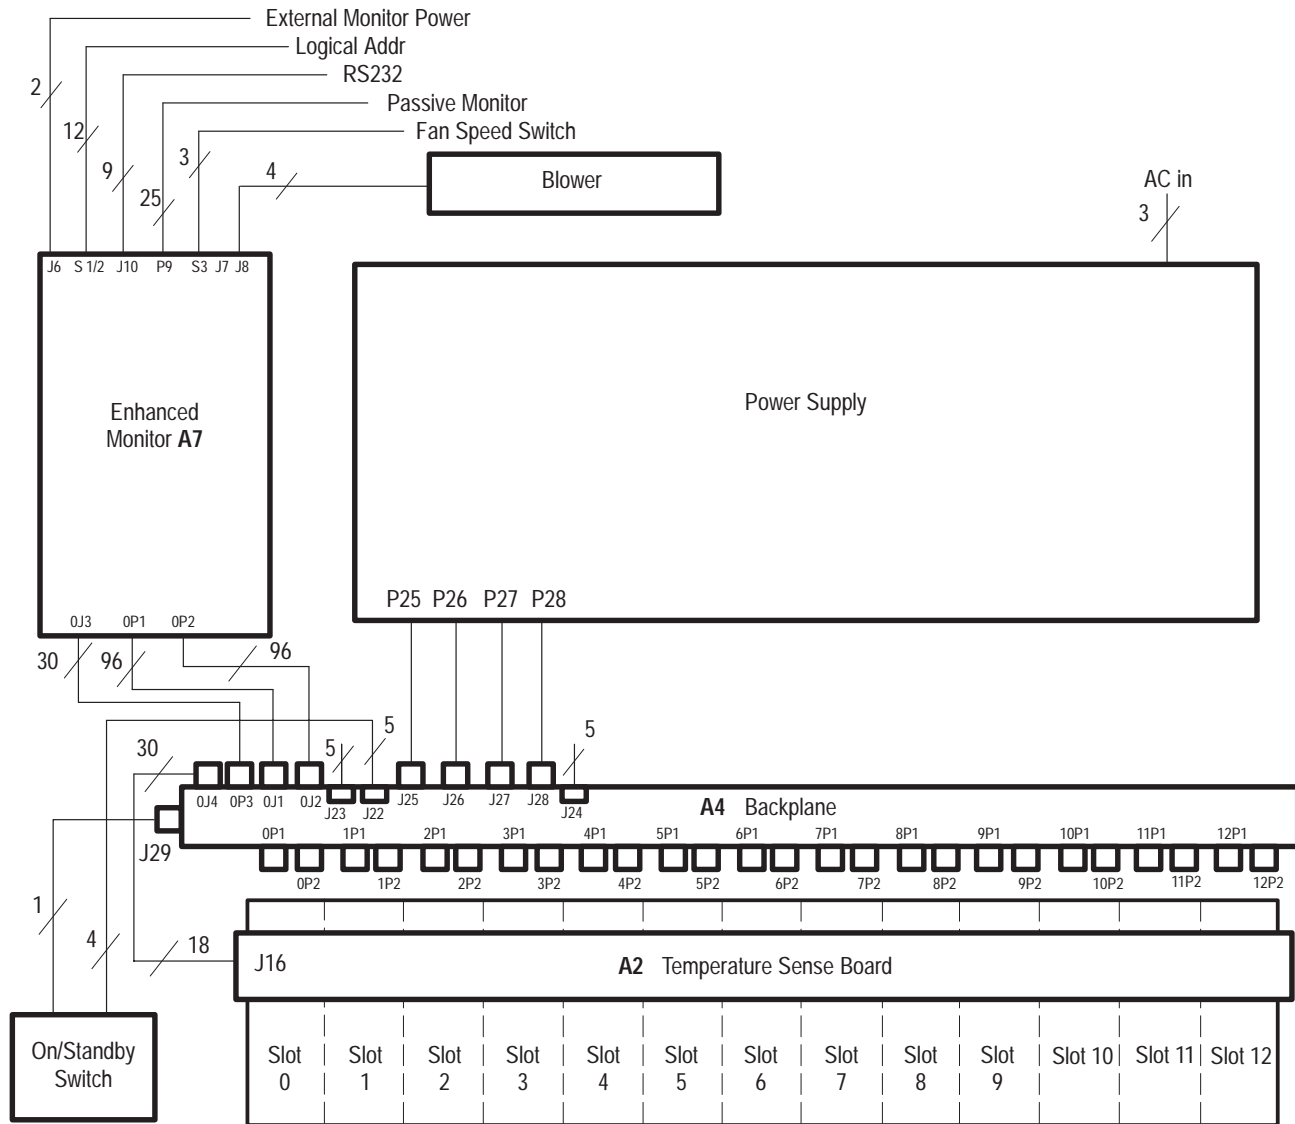 External Monitor Power
Logical Addr
RS232
Passive Monitor
Fan Speed Switch
2
12
9
25
3
4
Blower
AC in
3
J6 S 1/2 J10 P9 S3 J7 J8
Enhanced
Monitor A7
Power Supply
0J3 0P1 0P2
P25 P26 P27 P28
30 96 96
30 5 5 5
0J4 0P3 0J1 0J2 J23 J22 J25 J26 J27 J28 J24
A4 Backplane
J29
0P1 1P1 2P1 3P1 4P1 5P1 6P1 7P1 8P1 9P1 10P1 11P1 12P1
0P2 1P2 2P2 3P2 4P2 5P2 6P2 7P2 8P2 9P2 10P2 11P2 12P2
1
4
18
J16 A2 Temperature Sense Board
On/Standby
Switch
Slot
0
Slot
1
Slot
2
Slot
3
Slot
4
Slot
5
Slot
6
Slot
7
Slot
8
Slot
9
Slot 10
Slot 11
Slot 12